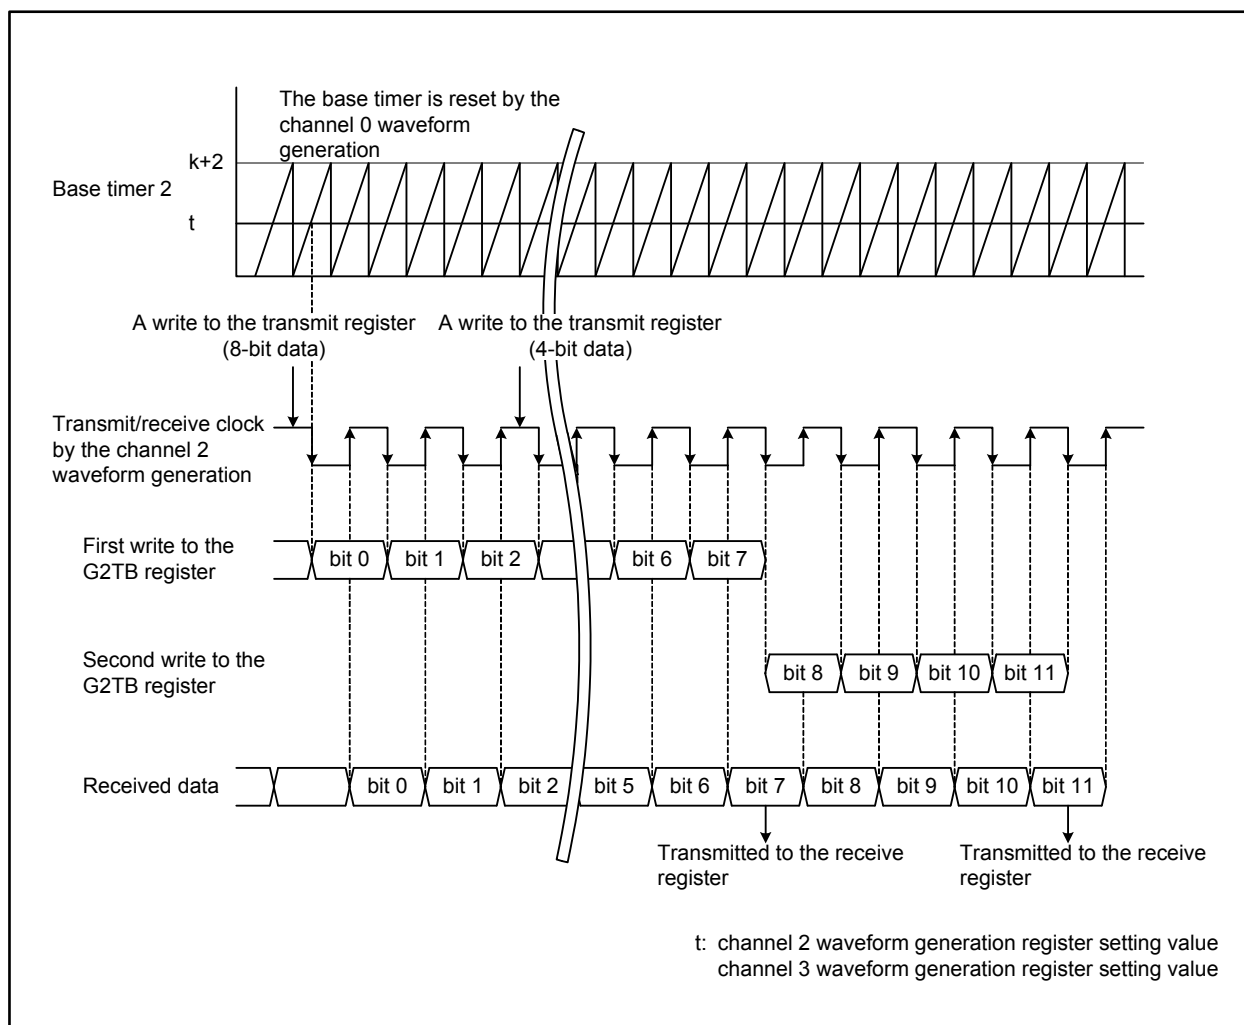 The base timer is reset by the
channel 0 waveform
generation
k+2
Base timer 2
t
A write to the transmit register
(8-bit data)
A write to the transmit register
(4-bit data)
Transmit/receive clock
by the channel 2
waveform generation
First write to the
G2TB register
bit 0 bit 1 bit 2 bit 6 bit 7
Second write to the
G2TB register
bit 8 bit 9 bit 10 bit 11
Received data
bit 0 bit 1 bit 2 bit 5 bit 6 bit 7 bit 8 bit 9 bit 10 bit 11
Transmitted to the receive
register
Transmitted to the receive
register
t: channel 2 waveform generation register setting value
channel 3 waveform generation register setting value